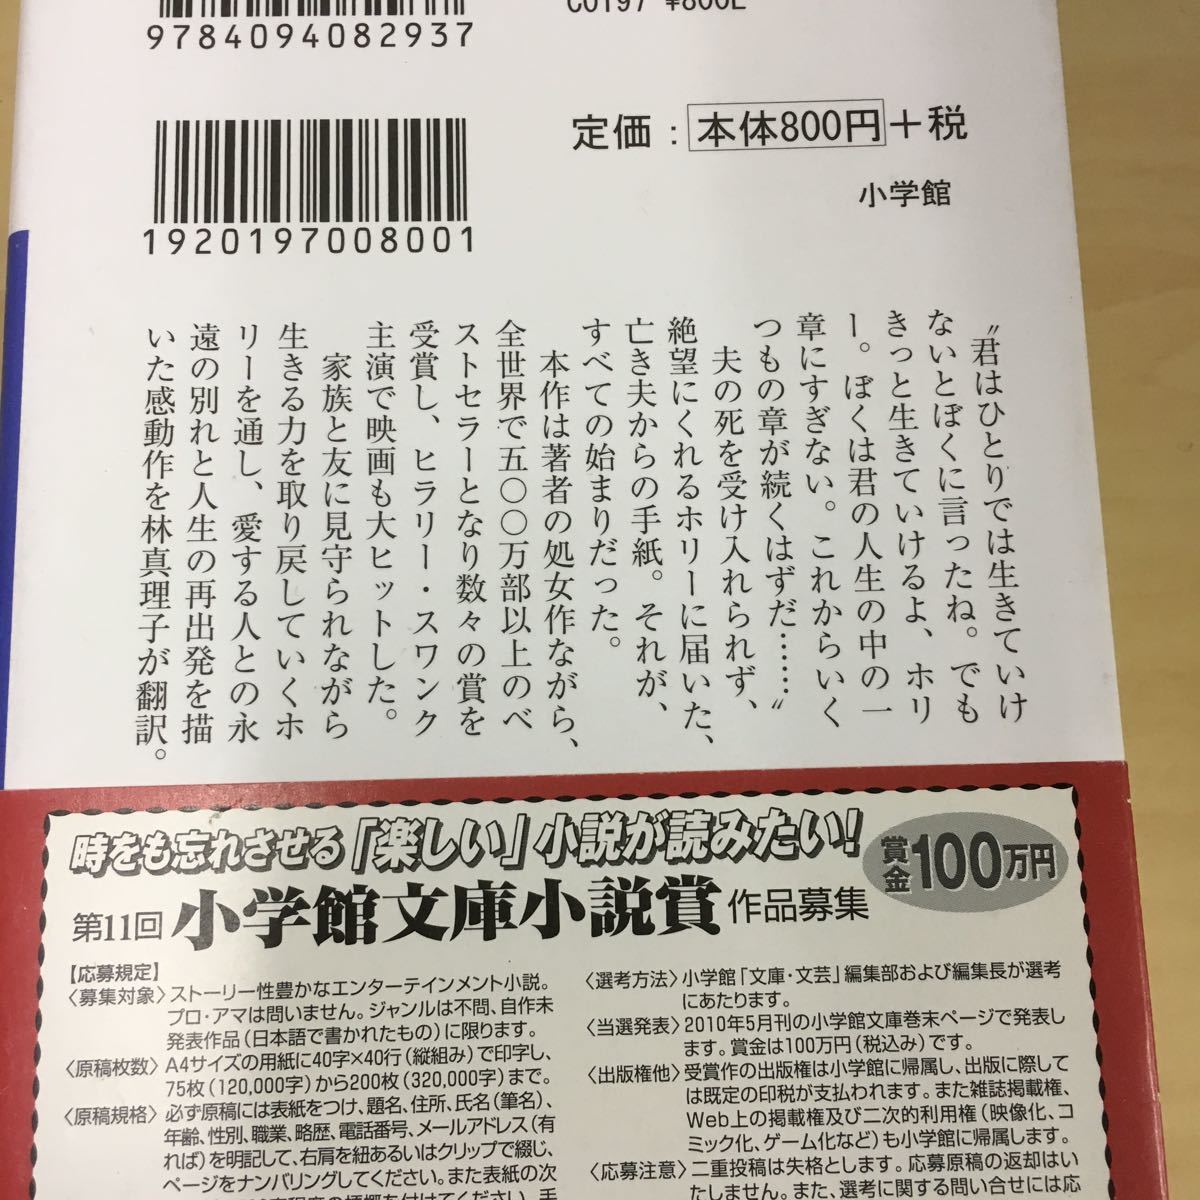 9784094082937
C0197 ¥800E
定価：本体800円＋税
小学館
1920197008001
〝君はひとりでは生きていけ
ないとぼくに言ったね。でも
きっと生きていけるよ、ホリ
ー。ぼくは君の人生の中の一
章にすぎない。これからいく
つもの章が続くはずだ……〟
夫の死を受け入れられず、
絶望にくれるホリーに届いた、
亡き夫からの手紙。それが、
すべての始まりだった。
本作は著者の処女作ながら、
全世界で五〇〇万部以上のベ
ストセラーとなり数々の賞を
受賞し、ヒラリー・スワンク
主演で映画も大ヒットした。
家族と友に見守られながら
生きる力を取り戻していくホ
リーを通し、愛する人との永
遠の別れと人生の再出発を描
いた感動作を林真理子が翻訳。
時をも忘れさせる「楽しい」小説が読みたい!
賞金100万円
第11回 小学館文庫小説賞 作品募集
【応募規定】
〈募集対象〉ストーリー性豊かなエンターテインメント小説。
プロ・アマは問いません。ジャンルは不問、自作未
発表作品（日本語で書かれたもの）に限ります。
〈原稿枚数〉A4サイズの用紙に40字×40行（縦組み）で印字し、
75枚（120,000字）から200枚（320,000字）まで。
〈原稿規格〉必ず原稿には表紙をつけ、題名、住所、氏名（筆名）、
年齢、性別、職業、略歴、電話番号、メールアドレス（有
れば）を明記して、右肩を紐あるいはクリップで綴じ、
ページをナンバリングしてください。また表紙の次
〈選考方法〉小学館「文庫・文芸」編集部および編集長が選考
にあたります。
〈当選発表〉2010年5月刊の小学館文庫巻末ページで発表し
ます。賞金は100万円（税込み）です。
〈出版権他〉受賞作の出版権は小学館に帰属し、出版に際して
は既定の印税が支払われます。また雑誌掲載権、
Web上の掲載権及び二次的利用権（映像化、コ
ミック化、ゲーム化など）も小学館に帰属します。
〈応募注意〉二重投稿は失格とします。応募原稿の返却はい
たしません。また、選考に関する問い合せには応